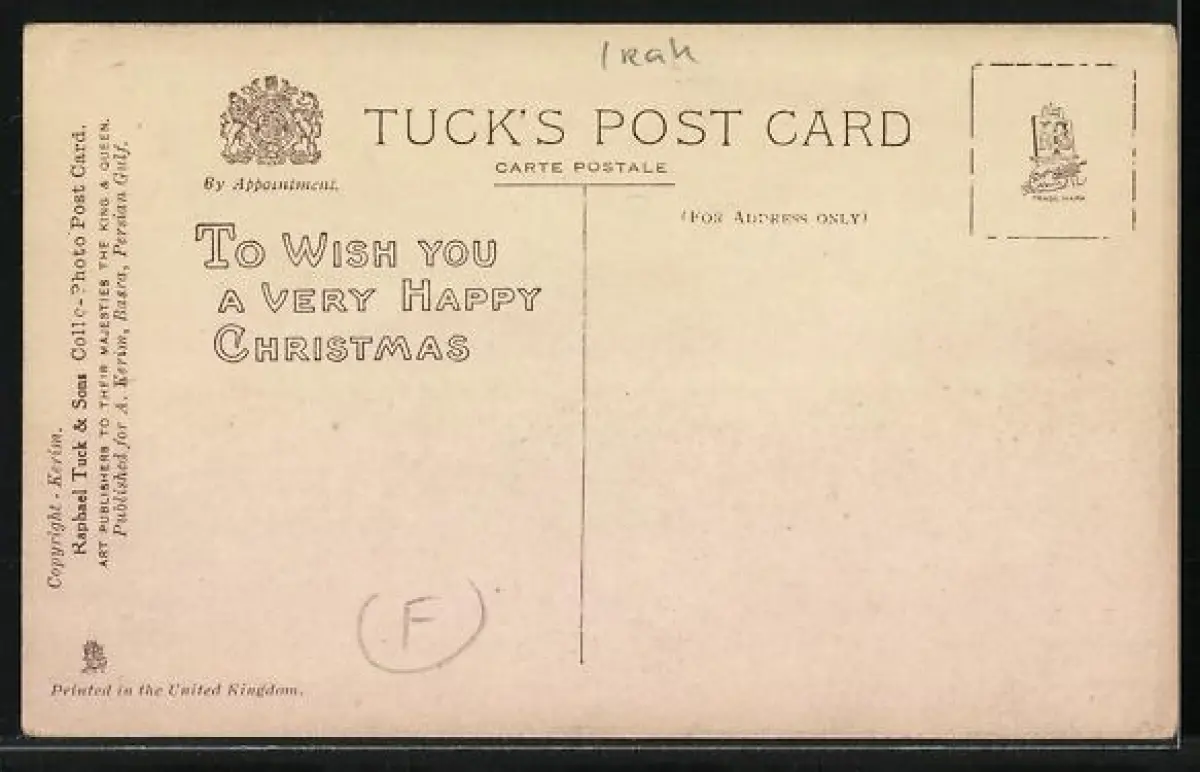 Irak
TUCK'S POST CARD
CARTE POSTALE
By Appointment.
(FOR ADDRESS ONLY)
TRADE MARK
TO WISH YOU
A VERY HAPPY
CHRISTMAS
Copyright - Kerim.
Raphael Tuck & Sons Collo-Photo Post Card.
ART PUBLISHERS TO THEIR MAJESTIES THE KING & QUEEN.
Published for A. Kerim, Basra, Persian Gulf.
(F)
Printed in the United Kingdom.